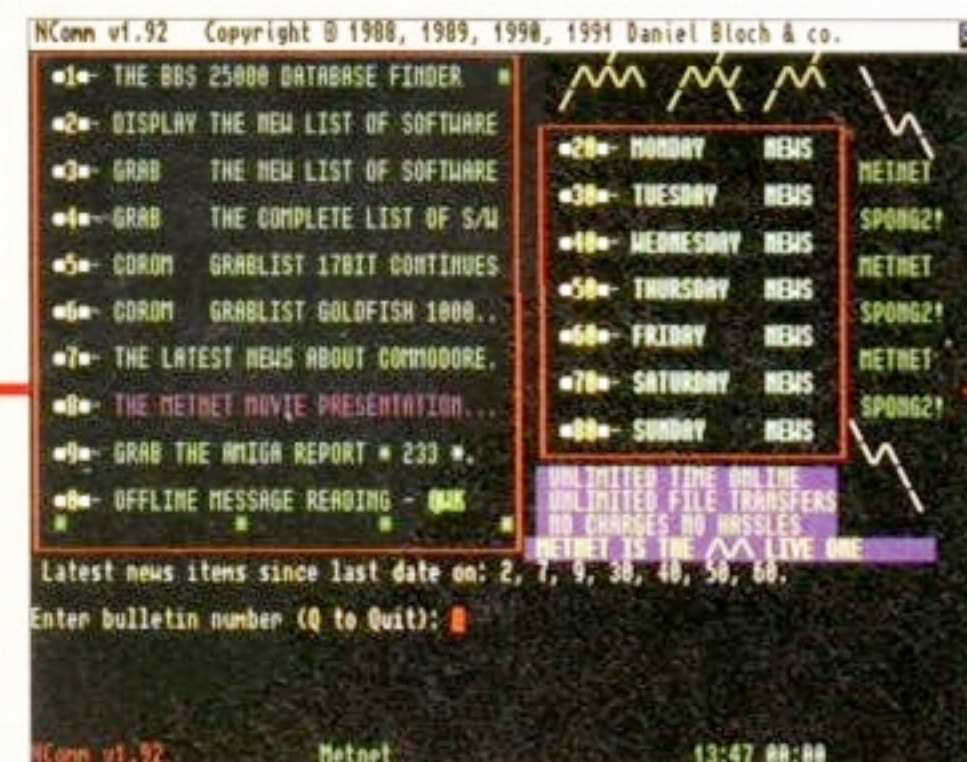 NComm v1.92 Copyright © 1988, 1989, 1990, 1991 Daniel Bloch & co.
1 - THE BBS 25000 DATABASE FINDER
2 - DISPLAY THE NEW LIST OF SOFTWARE
3 - GRAB THE NEW LIST OF SOFTWARE
4 - GRAB THE COMPLETE LIST OF S/W
5 - CDROM GRABLIST 17BIT CONTINUES
6 - CDROM GRABLIST GOLDFISH 1000..
7 - THE LATEST NEWS ABOUT COMMODORE.
8 - THE METNET MOVIE PRESENTATION...
9 - GRAB THE AMIGA REPORT * 233 *.
0 - OFFLINE MESSAGE READING - QWK
20 - MONDAY NEWS
30 - TUESDAY NEWS
40 - WEDNESDAY NEWS
50 - THURSDAY NEWS
60 - FRIDAY NEWS
70 - SATURDAY NEWS
80 - SUNDAY NEWS
METNET
SPONG2!
METNET
SPONG2!
METNET
SPONG2!
UNLIMITED TIME ONLINE
UNLIMITED FILE TRANSFERS
NO CHARGES NO HASSLES
METNET IS THE LIVE ONE
Latest news items since last date on: 2, 7, 9, 30, 40, 50, 60.
Enter bulletin number (Q to Quit):
NComm v1.92 Metnet 13:47 00:00